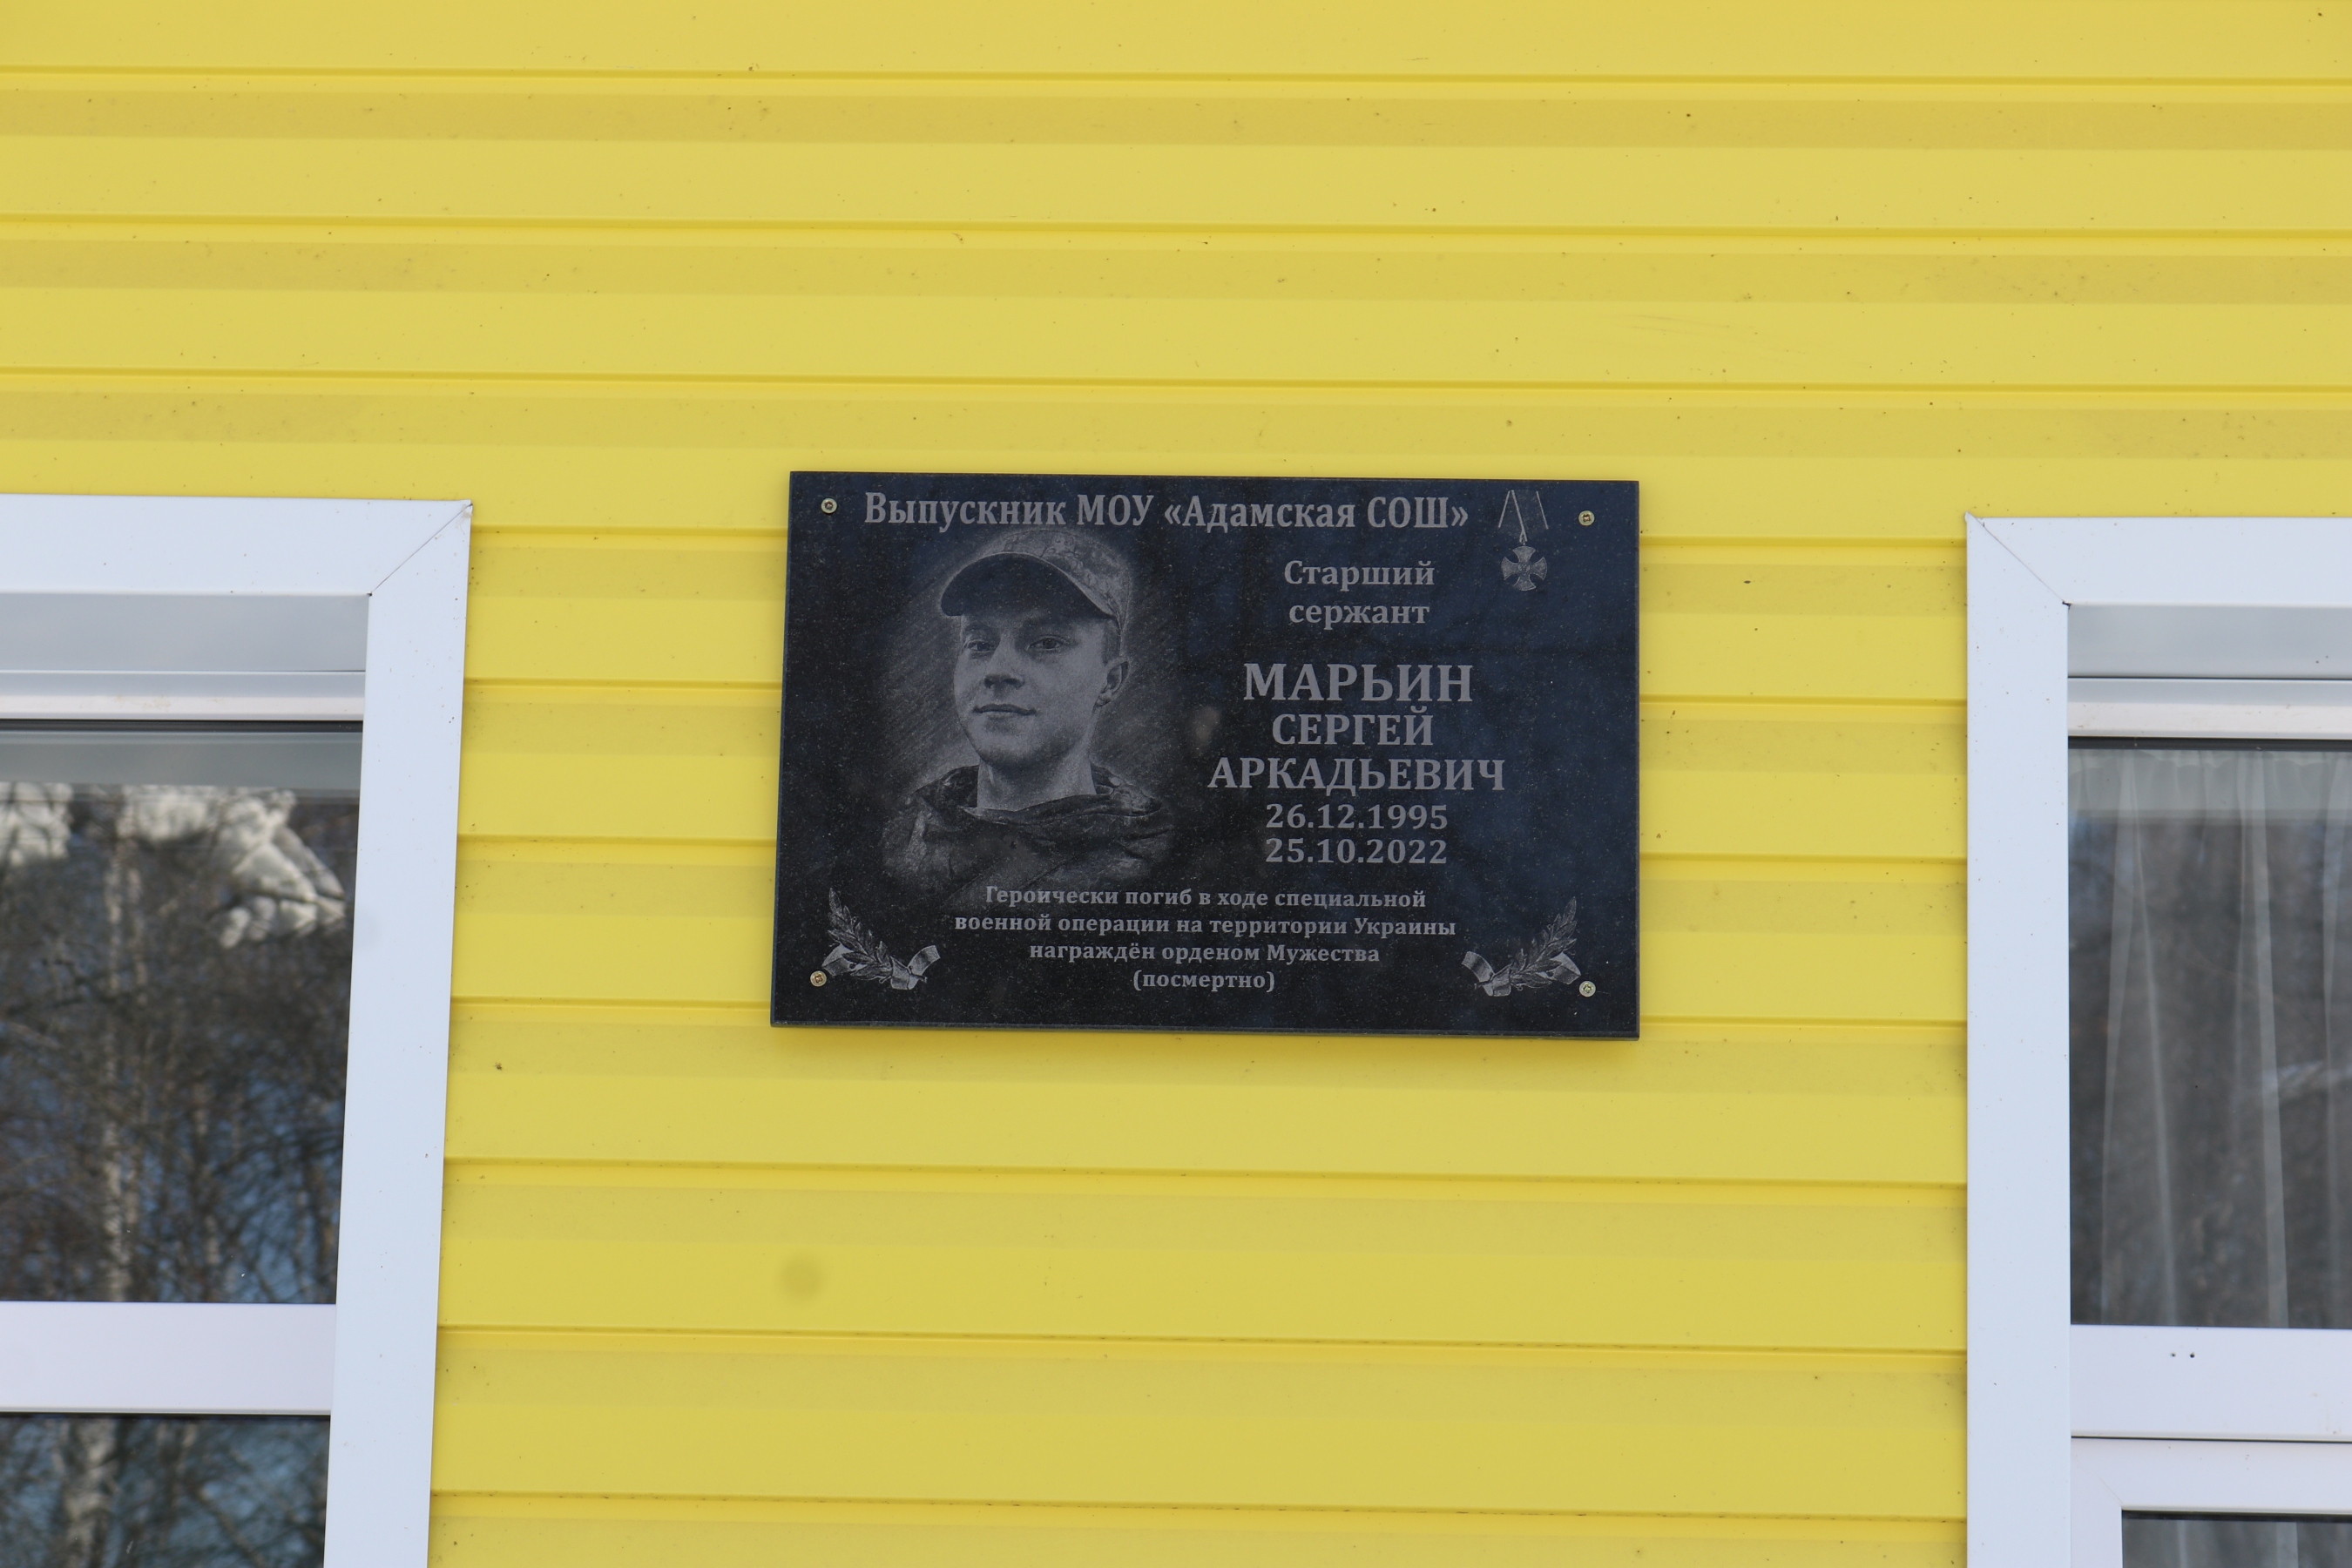 Выпускник МОУ «Адамская СОШ»
Старший
сержант
МАРЬИН
СЕРГЕЙ
АРКАДЬЕВИЧ
26.12.1995
25.10.2022
Героически погиб в ходе специальной
военной операции на территории Украины
награждён орденом Мужества
(посмертно)